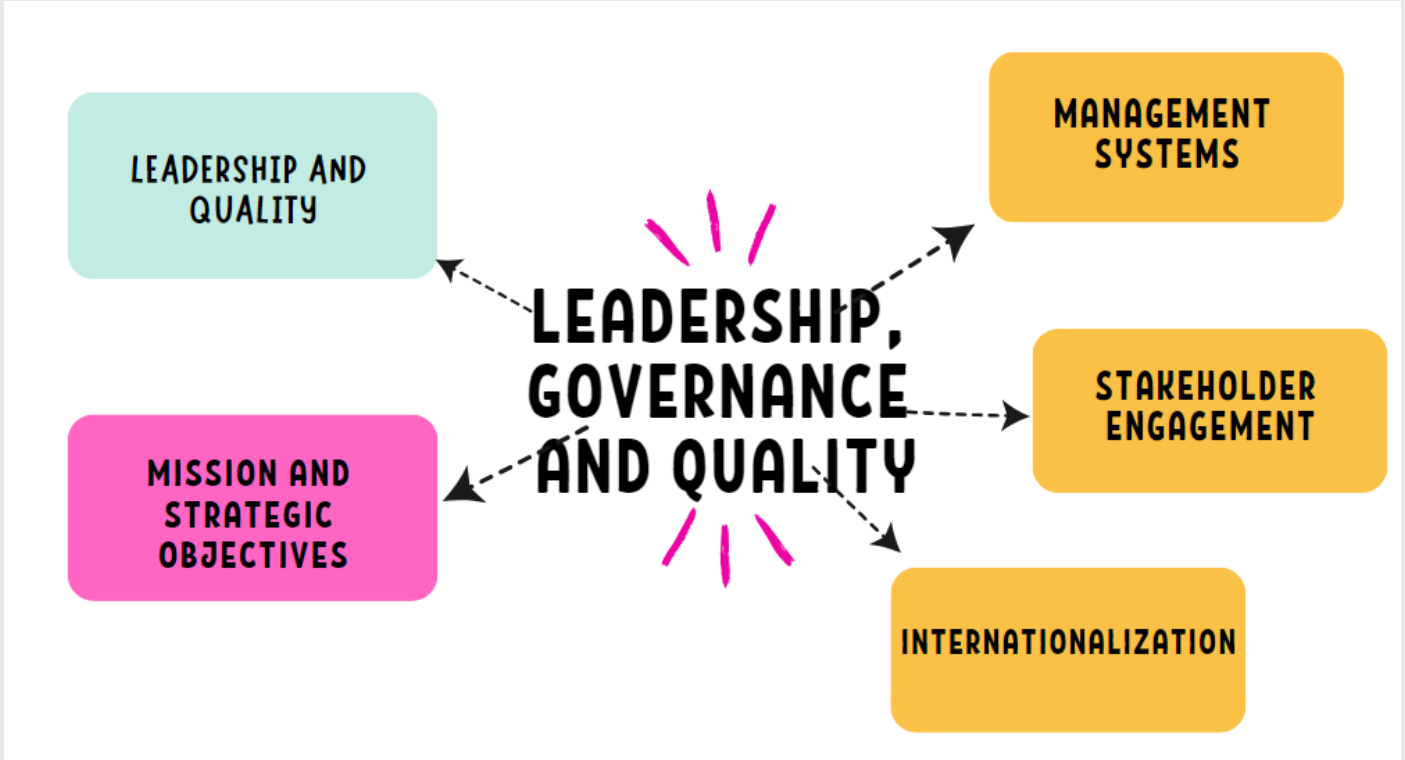 LEADERSHIP AND
QUALITY
MISSION AND
STRATEGIC
OBJECTIVES
LEADERSHIP,
GOVERNANCE
AND QUALITY
MANAGEMENT
SYSTEMS
STAKEHOLDER
ENGAGEMENT
INTERNATIONALIZATION